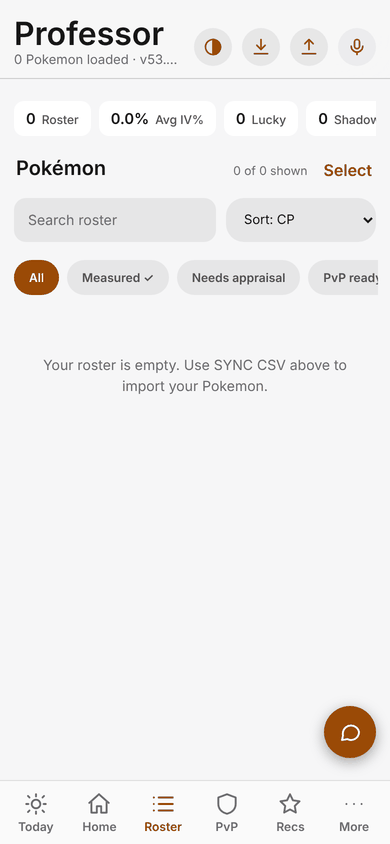 Professor
0 Pokemon loaded · v53....
0 Roster
0.0% Avg IV%
0 Lucky
0 Shadow
Pokémon
0 of 0 shown
Select
Search roster
Sort: CP
All
Measured ✓
Needs appraisal
PvP ready
Your roster is empty. Use SYNC CSV above to
import your Pokemon.
Today
Home
Roster
PvP
Recs
More